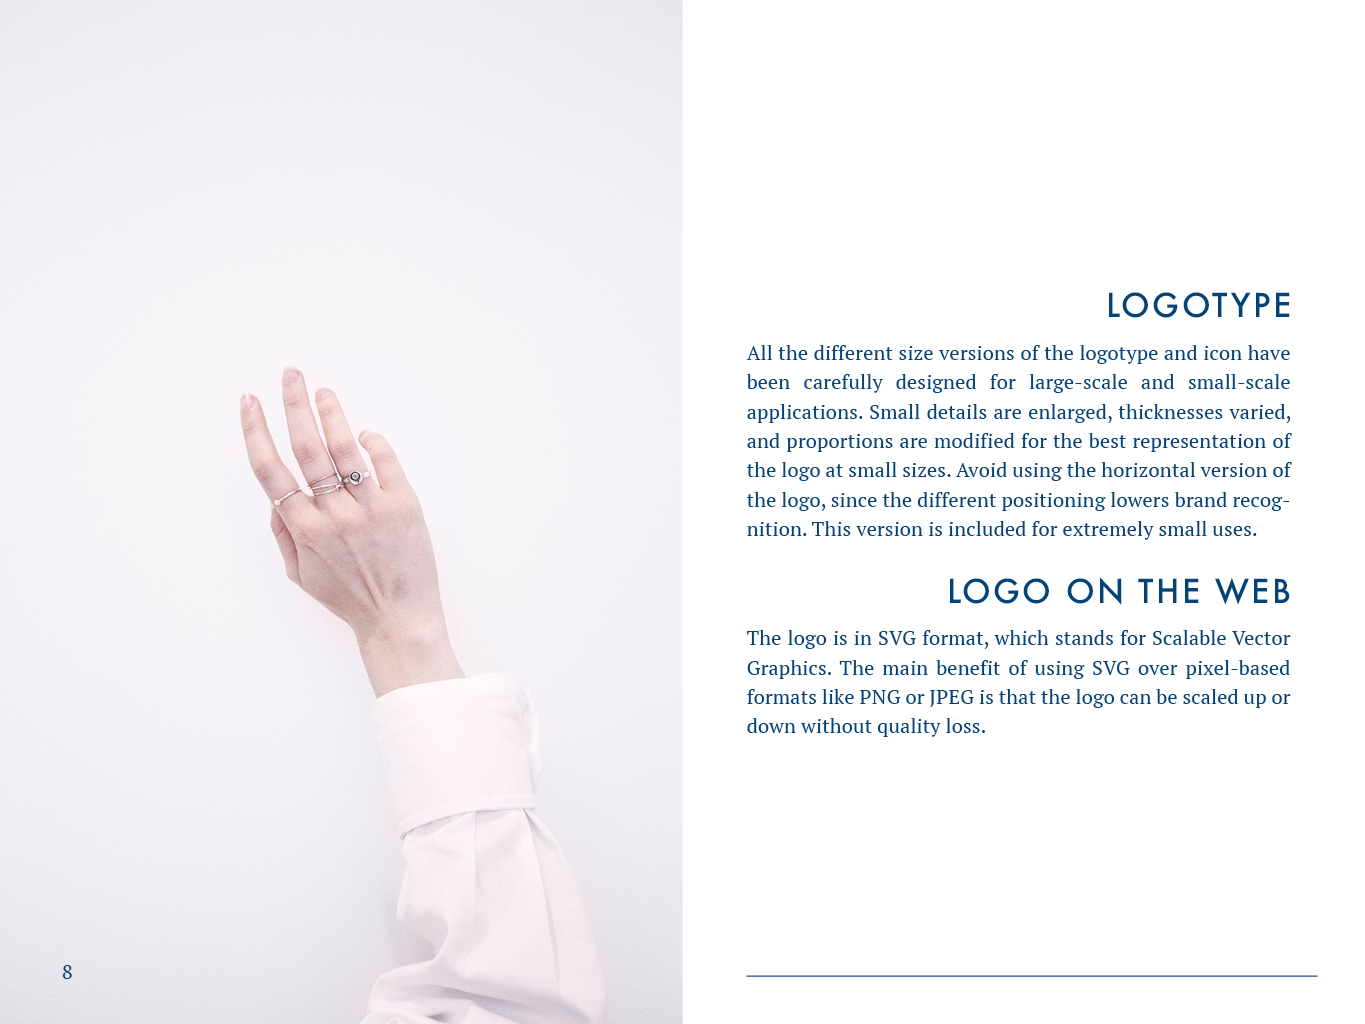 LOGOTYPE
All the different size versions of the logotype and icon have
been carefully designed for large-scale and small-scale
applications. Small details are enlarged, thicknesses varied,
and proportions are modified for the best representation of
the logo at small sizes. Avoid using the horizontal version of
the logo, since the different positioning lowers brand recog-
nition. This version is included for extremely small uses.
LOGO ON THE WEB
The logo is in SVG format, which stands for Scalable Vector
Graphics. The main benefit of using SVG over pixel-based
formats like PNG or JPEG is that the logo can be scaled up or
down without quality loss.
8